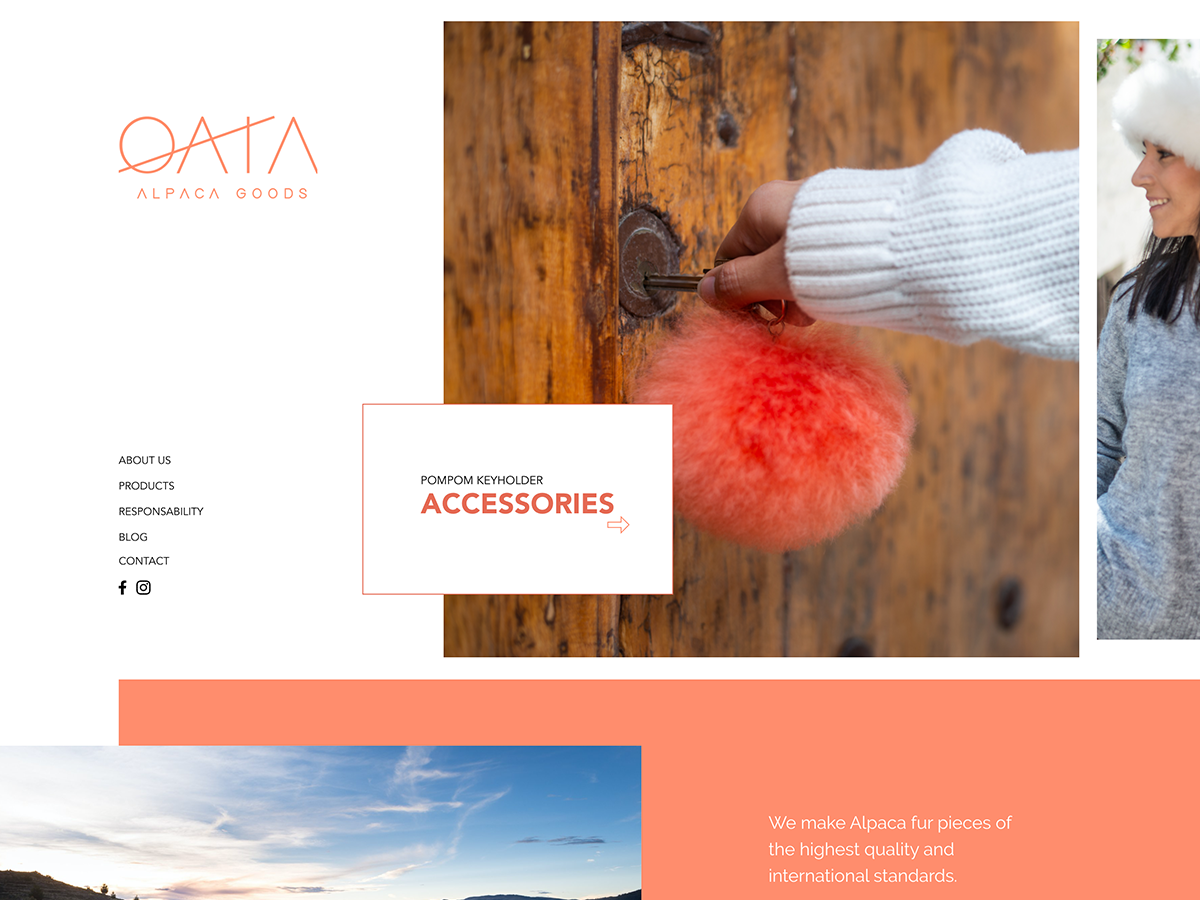 QATA
ALPACA GOODS
ABOUT US
PRODUCTS
RESPONSABILITY
BLOG
CONTACT
POMPOM KEYHOLDER
ACCESSORIES
We make Alpaca fur pieces of
the highest quality and
international standards.